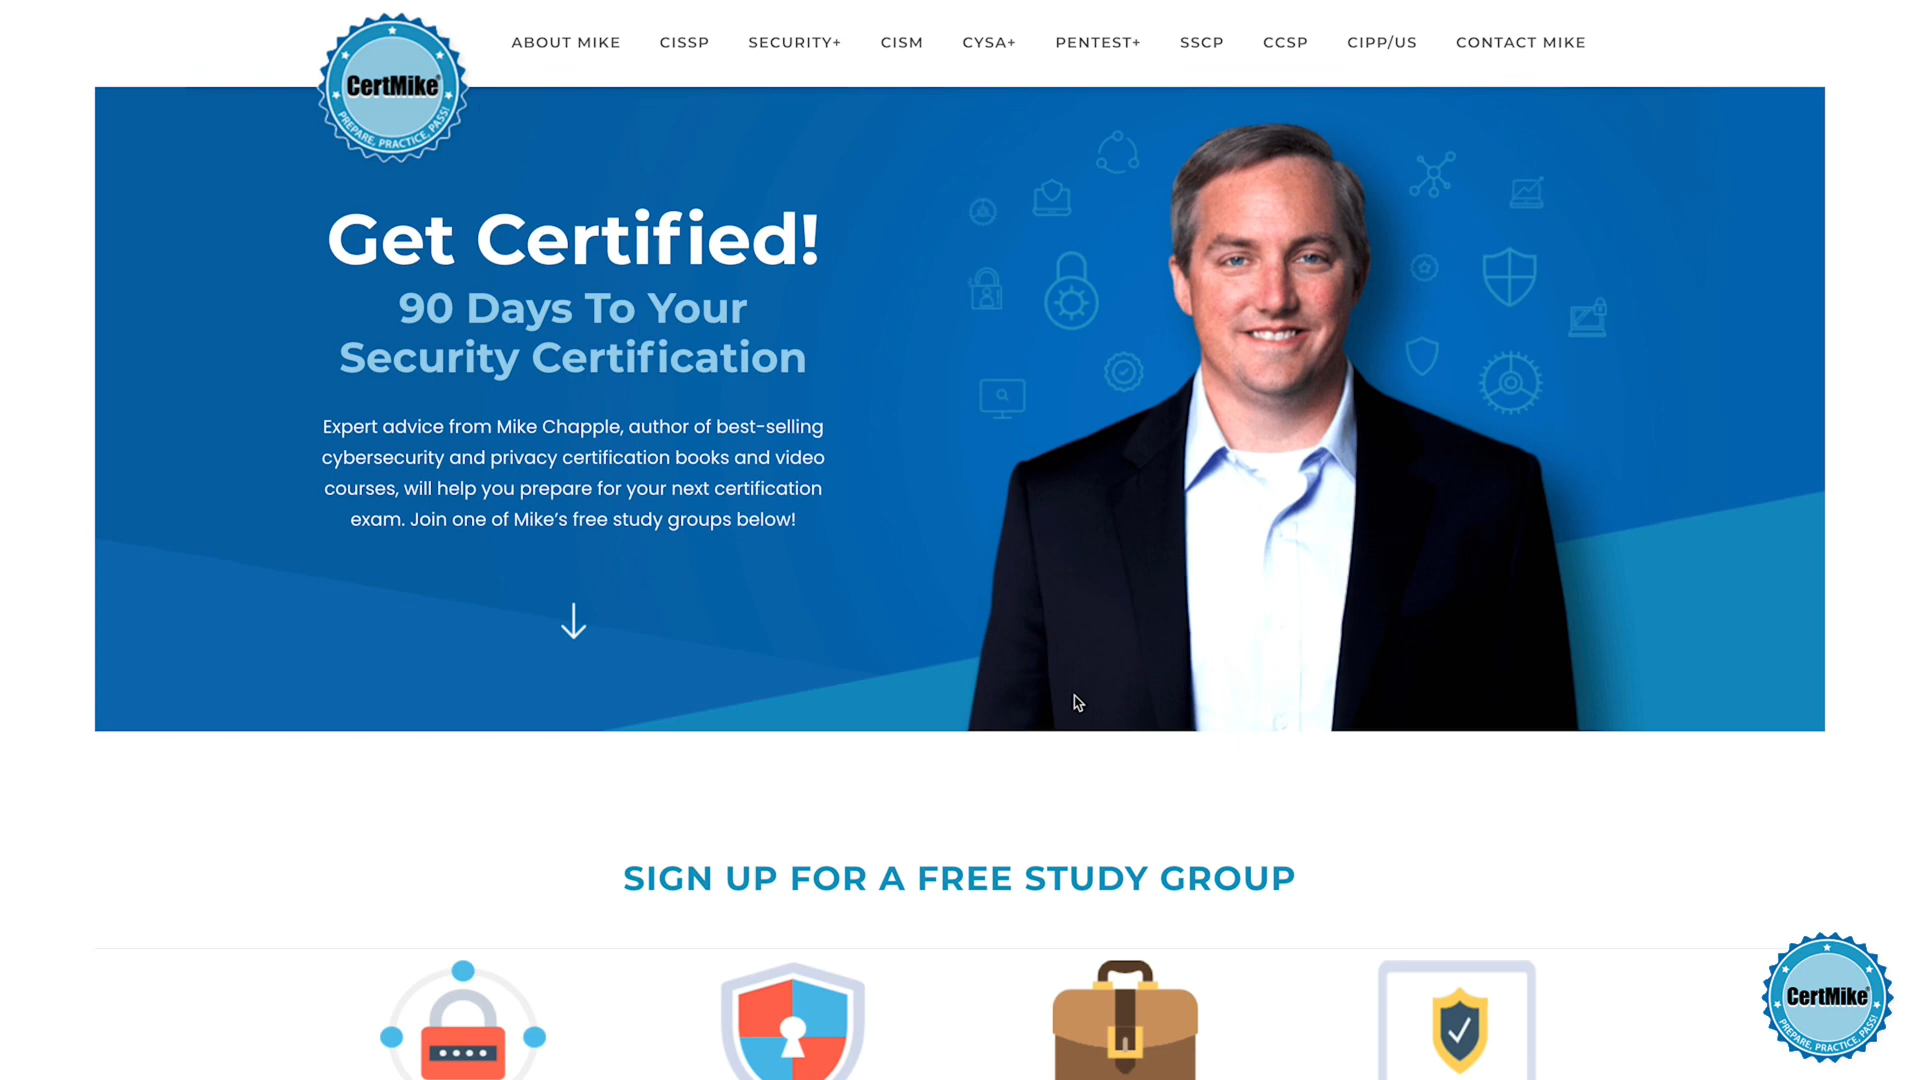 CertMike®
PREPARE, PRACTICE, PASS!
ABOUT MIKE
CISSP
SECURITY+
CISM
CYSA+
PENTEST+
SSCP
CCSP
CIPP/US
CONTACT MIKE
Get Certified!
90 Days To Your
Security Certification
Expert advice from Mike Chapple, author of best-selling
cybersecurity and privacy certification books and video
courses, will help you prepare for your next certification
exam. Join one of Mike’s free study groups below!
SIGN UP FOR A FREE STUDY GROUP
CertMike®
PREPARE, PRACTICE, PASS!